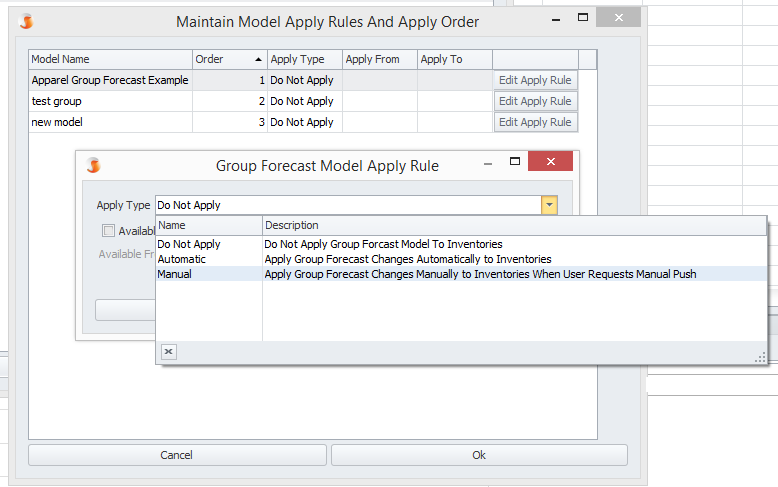 Maintain Model Apply Rules And Apply Order
Model Name Order Apply Type Apply From Apply To
Apparel Group Forecast Example 1 Do Not Apply Edit Apply Rule
test group 2 Do Not Apply Edit Apply Rule
new model 3 Do Not Apply Edit Apply Rule
Group Forecast Model Apply Rule
Apply Type Do Not Apply
Name Description
Do Not Apply Do Not Apply Group Forcast Model To Inventories
Automatic Apply Group Forecast Changes Automatically to Inventories
Manual Apply Group Forecast Changes Manually to Inventories When User Requests Manual Push
Availab
Available Fr
Cancel Ok